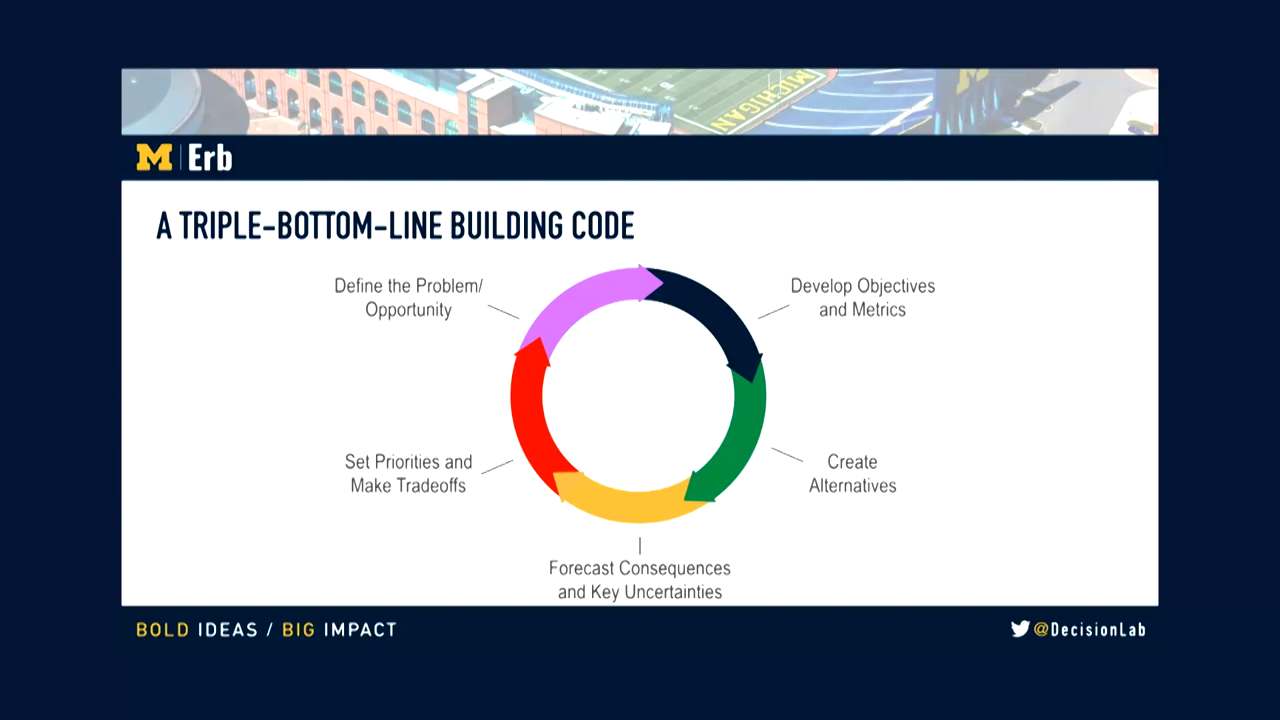 MICHIGAN
M
M Erb
A TRIPLE-BOTTOM-LINE BUILDING CODE
Define the Problem/
Opportunity
Develop Objectives
and Metrics
Set Priorities and
Make Tradeoffs
Create
Alternatives
Forecast Consequences
and Key Uncertainties
BOLD IDEAS / BIG IMPACT
@DecisionLab